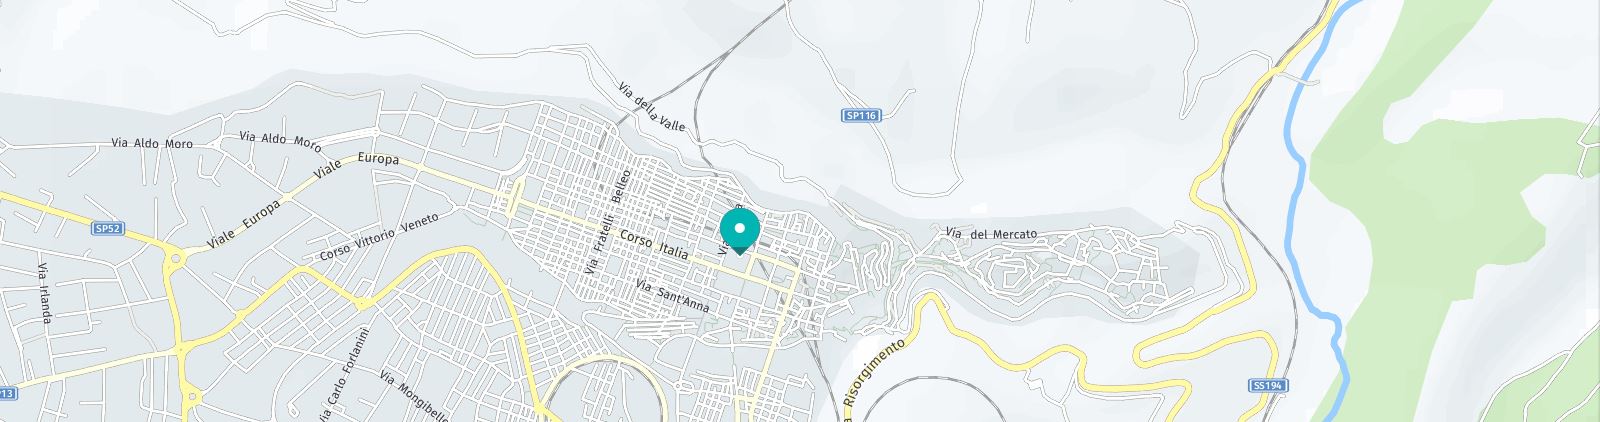 Via della Valle
SP116
Via Aldo Moro
Via Aldo Moro
Viale Europa
Viale Europa
SP52
Corso Vittorio Veneto
Via Fratelli Belleo
Corso Italia
Via
Via del Mercato
Via Irlanda
Via Sant'Anna
Via Carlo Forlanini
Via Mongibello
Risorgimento
SS194